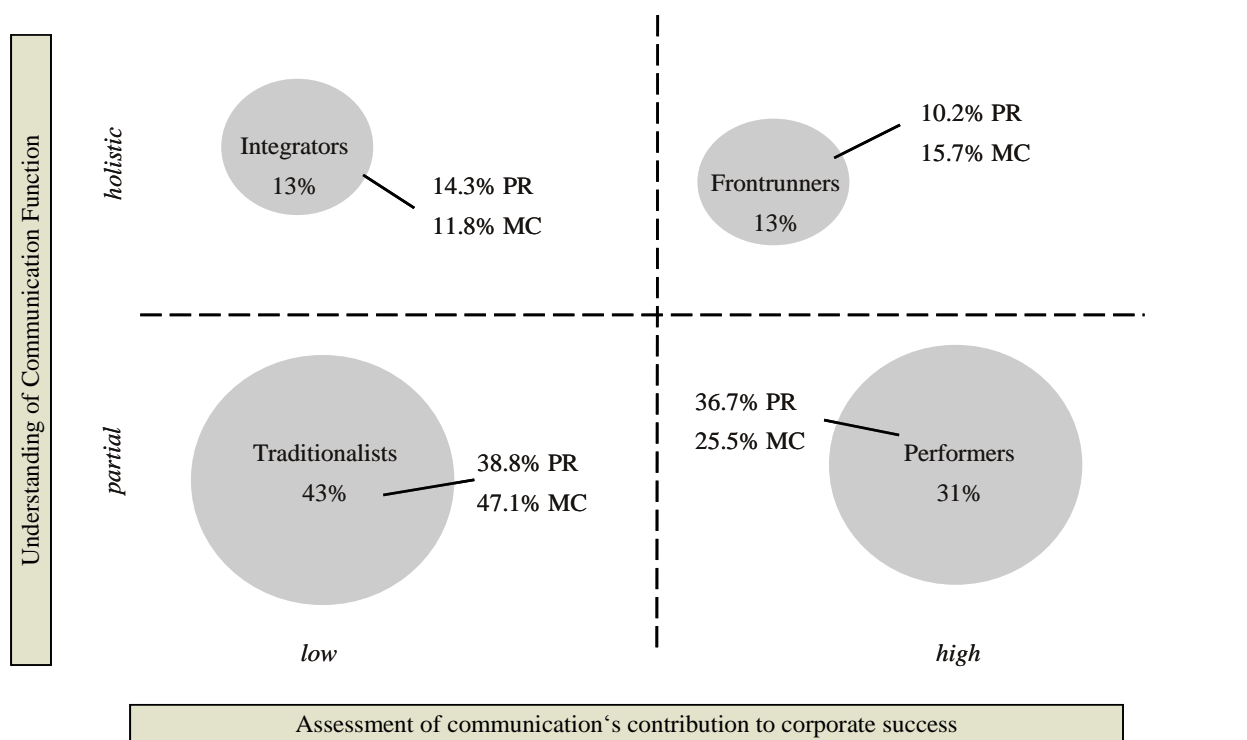 Understanding of Communication Function
holistic
partial
Integrators
13%
14.3% PR
11.8% MC
Frontrunners
13%
10.2% PR
15.7% MC
Traditionalists
43%
38.8% PR
47.1% MC
36.7% PR
25.5% MC
Performers
31%
low
high
Assessment of communication‘s contribution to corporate success